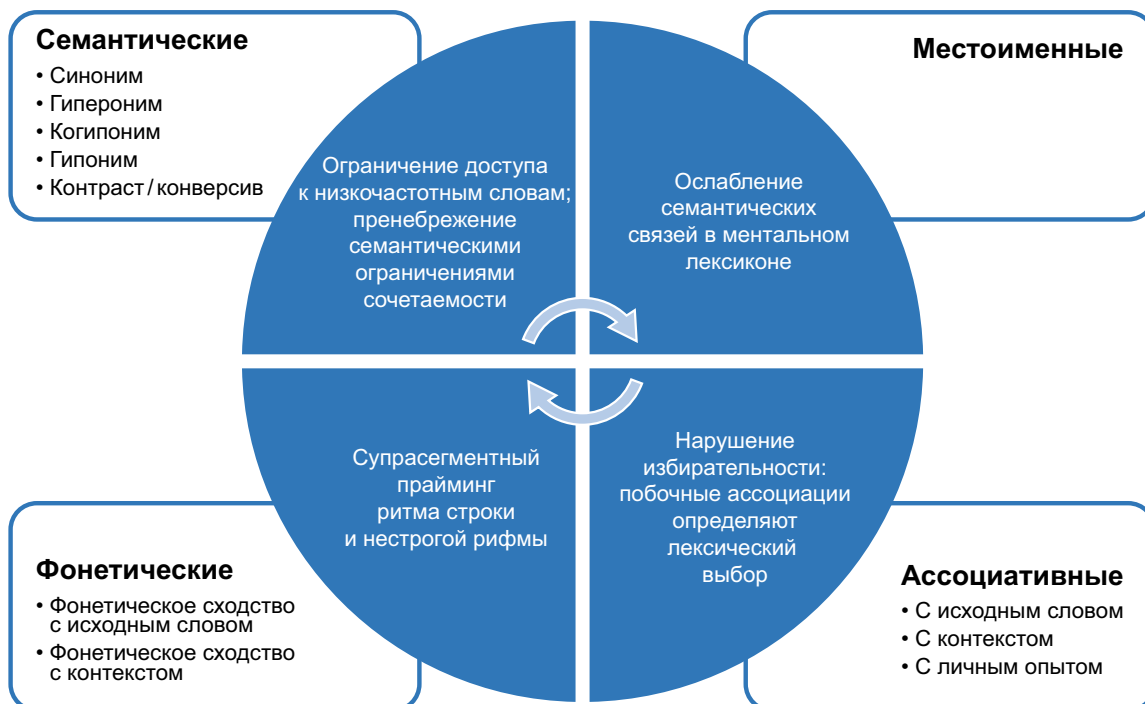 Семантические
• Синоним
• Гипероним
• Когипоним
• Гипоним
• Контраст / конверсив
Местоименные
Ограничение доступа
к низкочастотным словам;
пренебрежение
семантическими
ограничениями
сочетаемости
Ослабление
семантических
связей в ментальном
лексиконе
Супрасегментный
прайминг
ритма строки
и нестрогой рифмы
Нарушение
избирательности:
побочные ассоциации
определяют
лексический
выбор
Фонетические
• Фонетическое сходство
с исходным словом
• Фонетическое сходство
с контекстом
Ассоциативные
• С исходным словом
• С контекстом
• С личным опытом